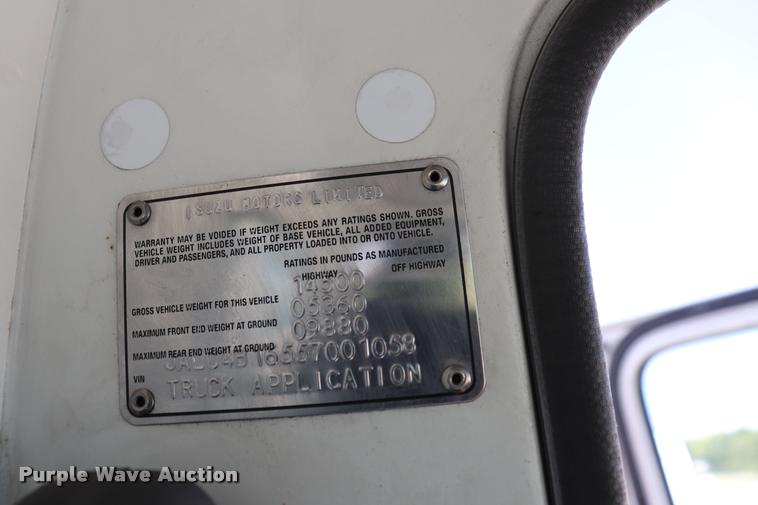 ISUZU MOTORS LIMITED
WARRANTY MAY BE VOIDED IF WEIGHT EXCEEDS ANY RATINGS SHOWN. GROSS
VEHICLE WEIGHT INCLUDES WEIGHT OF BASE VEHICLE, ALL ADDED EQUIPMENT,
DRIVER AND PASSENGERS, AND ALL PROPERTY LOADED INTO OR ONTO VEHICLE.
RATINGS IN POUNDS AS MANUFACTURED
HIGHWAY OFF HIGHWAY
GROSS VEHICLE WEIGHT FOR THIS VEHICLE 14500
MAXIMUM FRONT END WEIGHT AT GROUND 05360
MAXIMUM REAR END WEIGHT AT GROUND 09880
VIN
TRUCK APPLICATION
Purple Wave Auction